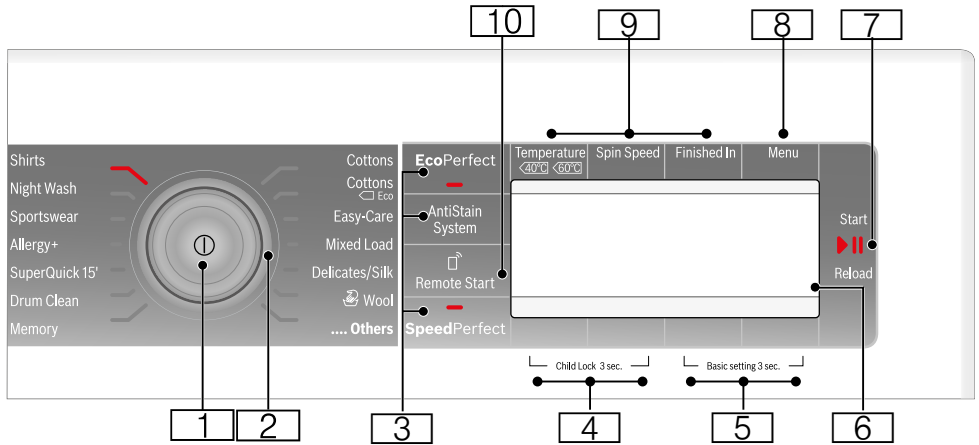 10
9
8
7
Shirts
Night Wash
Sportswear
Allergy+
SuperQuick 15'
Drum Clean
Memory
Cottons
Cottons
Eco
Easy-Care
Mixed Load
Delicates/Silk
Wool
.... Others
EcoPerfect
AntiStain
System
Remote Start
SpeedPerfect
Temperature
40°C 60°C
Spin Speed
Finished In
Menu
Start
Reload
Child Lock 3 sec.
Basic setting 3 sec.
1
2
3
4
5
6